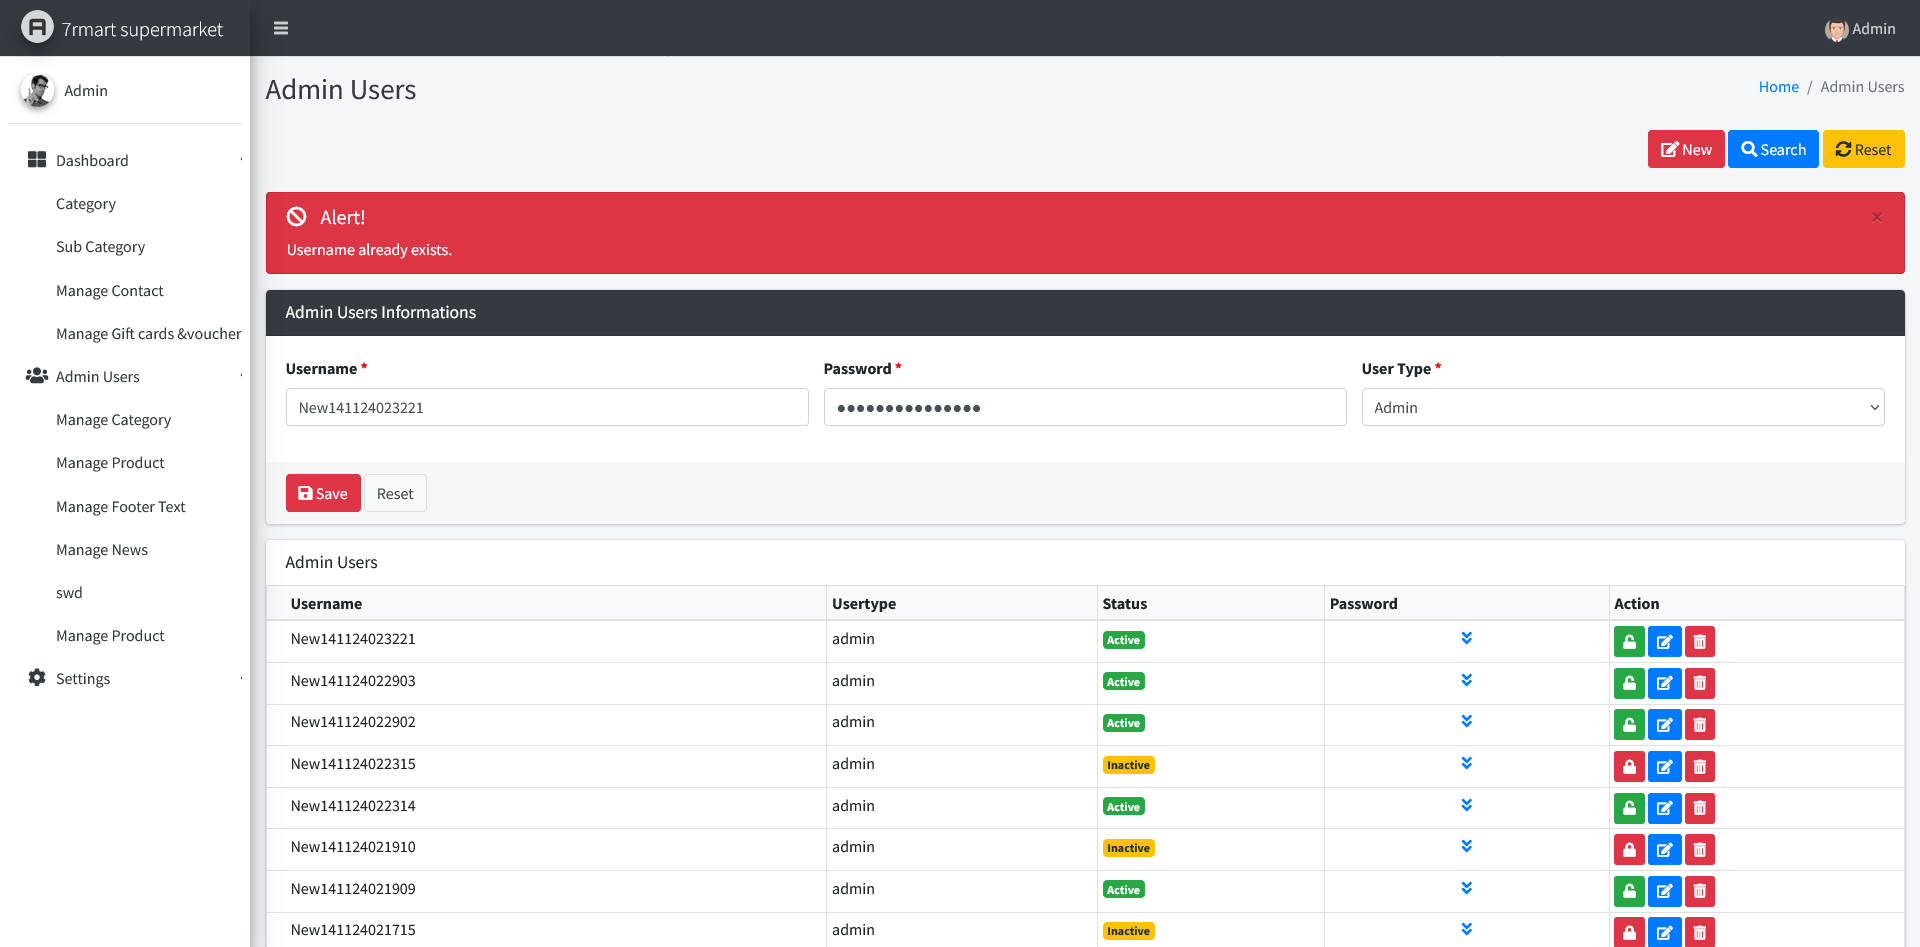 7rmart supermarket
Admin
Admin
Admin Users
Home / Admin Users
Dashboard
Category
Sub Category
Manage Contact
Manage Gift cards &voucher
Admin Users
Manage Category
Manage Product
Manage Footer Text
Manage News
swd
Manage Product
Settings
New
Search
Reset
Alert!
×
Username already exists.
Admin Users Informations
Username *
Password *
User Type *
New141124023221
●●●●●●●●●●●●●●●
Admin
Save
Reset
Admin Users
Username Usertype Status Password Action
New141124023221 admin Active
New141124022903 admin Active
New141124022902 admin Active
New141124022315 admin Inactive
New141124022314 admin Active
New141124021910 admin Inactive
New141124021909 admin Active
New141124021715 admin Inactive